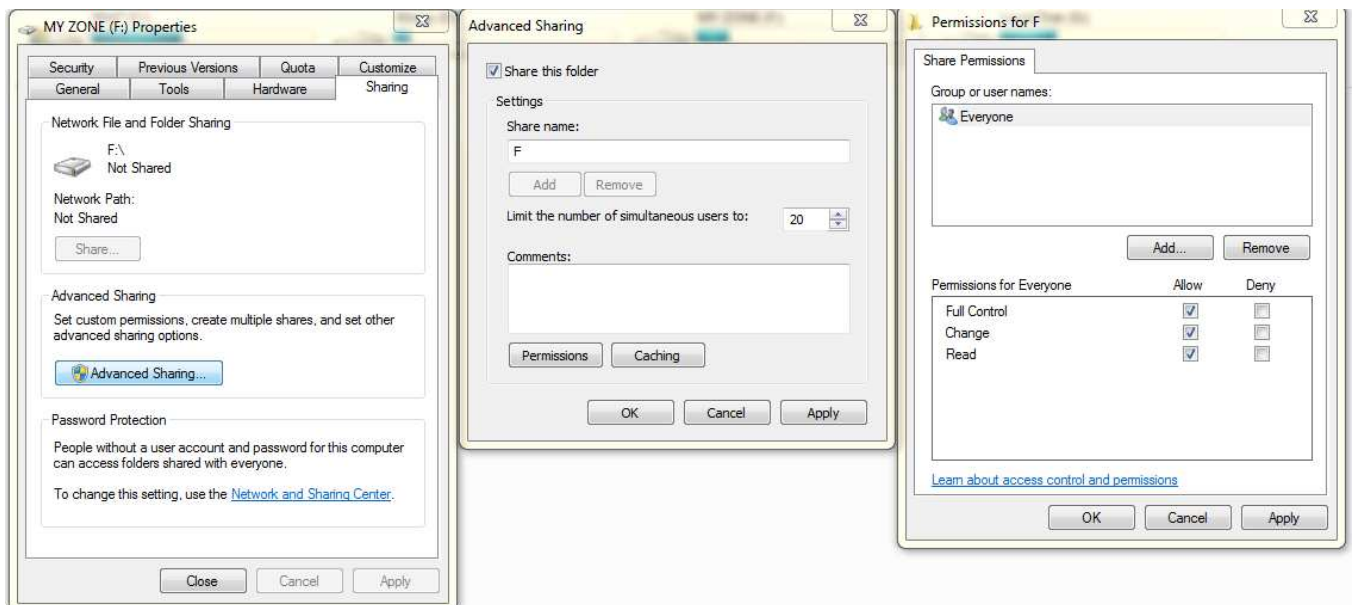 MY ZONE (F:) Properties
Security
Previous Versions
Quota
Customize
General
Tools
Hardware
Sharing
Network File and Folder Sharing
F:\
Not Shared
Network Path:
Not Shared
Share...
Advanced Sharing
Set custom permissions, create multiple shares, and set other
advanced sharing options.
Advanced Sharing...
Password Protection
People without a user account and password for this computer
can access folders shared with everyone.
To change this setting, use the Network and Sharing Center.
Close
Cancel
Apply
Advanced Sharing
Share this folder
Settings
Share name:
F
Add
Remove
Limit the number of simultaneous users to:
20
Comments:
Permissions
Caching
OK
Cancel
Apply
Permissions for F
Share Permissions
Group or user names:
Everyone
Add...
Remove
Permissions for Everyone
Allow
Deny
Full Control
Change
Read
Learn about access control and permissions
OK
Cancel
Apply